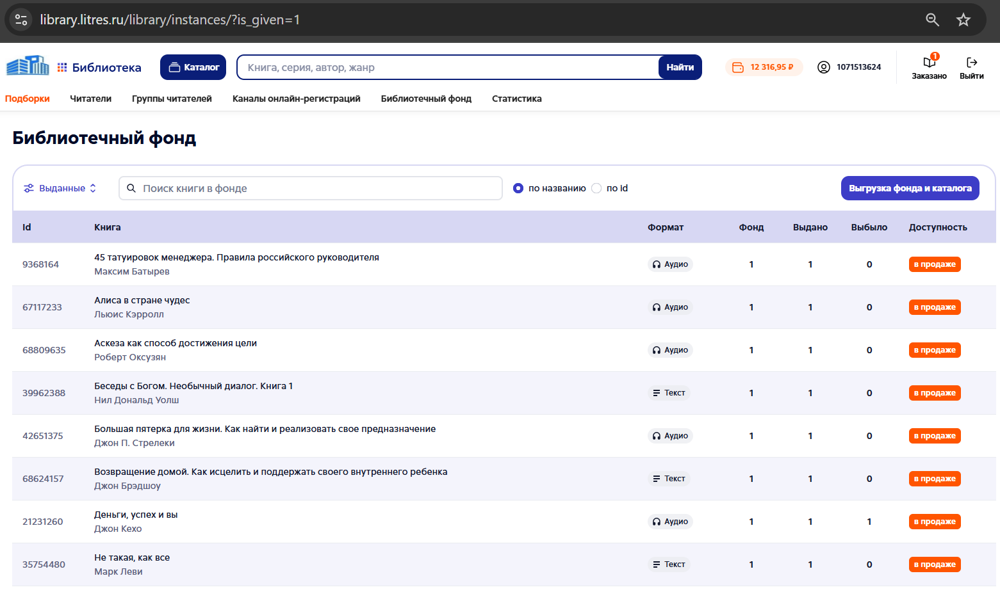 library.litres.ru/library/instances/?is_given=1
Библиотека
Каталог
Книга, серия, автор, жанр
Найти
12 316,95 ₽
1071513624
1
Заказано
Выйти
Подборки Читатели Группы читателей Каналы онлайн-регистраций Библиотечный фонд Статистика
Библиотечный фонд
Выданные Поиск книги в фонде по названию по id Выгрузка фонда и каталога
Id Книга Формат Фонд Выдано Выбыло Доступность
45 татуировок менеджера. Правила российского руководителя
9368164 Аудио 1 1 0 в продаже
Максим Батырев
Алиса в стране чудес
67117233 Аудио 1 1 0 в продаже
Льюис Кэрролл
Аскеза как способ достижения цели
68809635 Аудио 1 1 0 в продаже
Роберт Оксузян
Беседы с Богом. Необычный диалог. Книга 1
39962388 Текст 1 1 0 в продаже
Нил Дональд Уолш
Большая пятерка для жизни. Как найти и реализовать свое предназначение
42651375 Аудио 1 1 0 в продаже
Джон П. Стрелеки
Возвращение домой. Как исцелить и поддержать своего внутреннего ребенка
68624157 Текст 1 1 0 в продаже
Джон Брэдшоу
Деньги, успех и вы
21231260 Аудио 1 1 1 в продаже
Джон Кехо
Не такая, как все
35754480 Текст 1 1 0 в продаже
Марк Леви